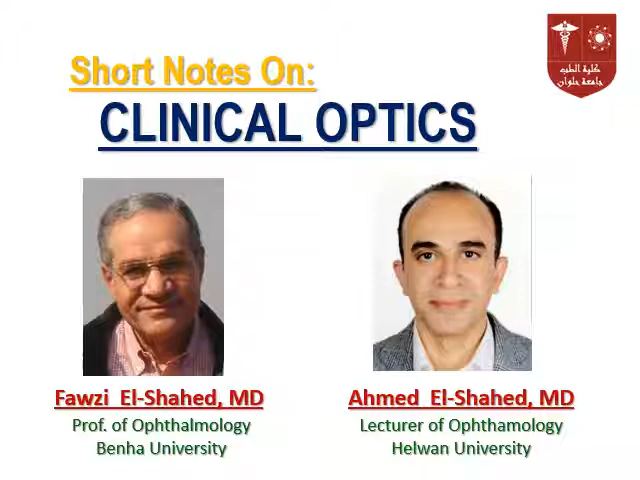 كلية الطب
جامعة حلوان
Short Notes On:
CLINICAL OPTICS
Fawzi El-Shahed, MD
Prof. of Ophthalmology
Benha University
Ahmed El-Shahed, MD
Lecturer of Ophthamology
Helwan University